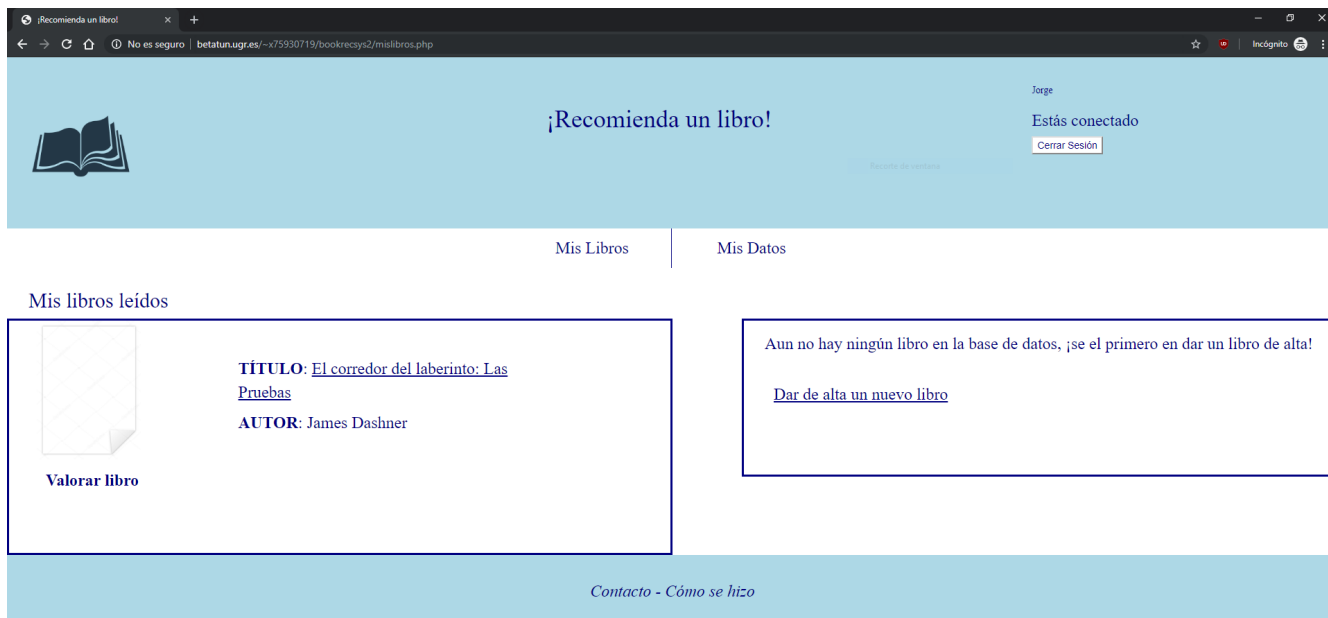 ¡Recomienda un libro!
No es seguro | betatun.ugr.es/~x75930719/bookrecsys2/mislibros.php
Incógnito
¡Recomienda un libro!
Jorge
Estás conectado
Cerrar Sesión
Mis Libros
Mis Datos
Mis libros leídos
TÍTULO: El corredor del laberinto: Las
Pruebas
AUTOR: James Dashner
Valorar libro
Aun no hay ningún libro en la base de datos, ¡se el primero en dar un libro de alta!
Dar de alta un nuevo libro
Contacto - Cómo se hizo